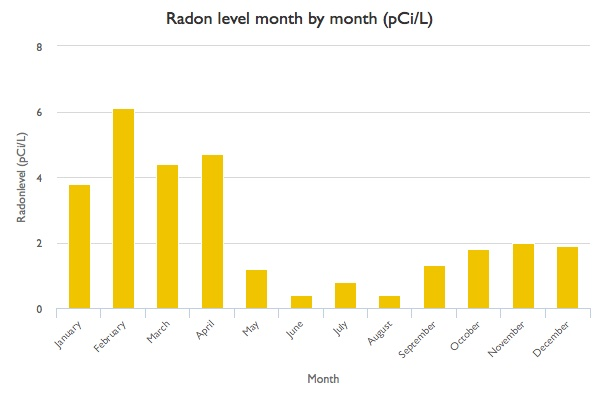 Radon level month by month (pCi/L)
8
6
4
2
0
Radonlevel (pCi/L)
January
February
March
April
May
June
July
August
September
October
November
December
Month